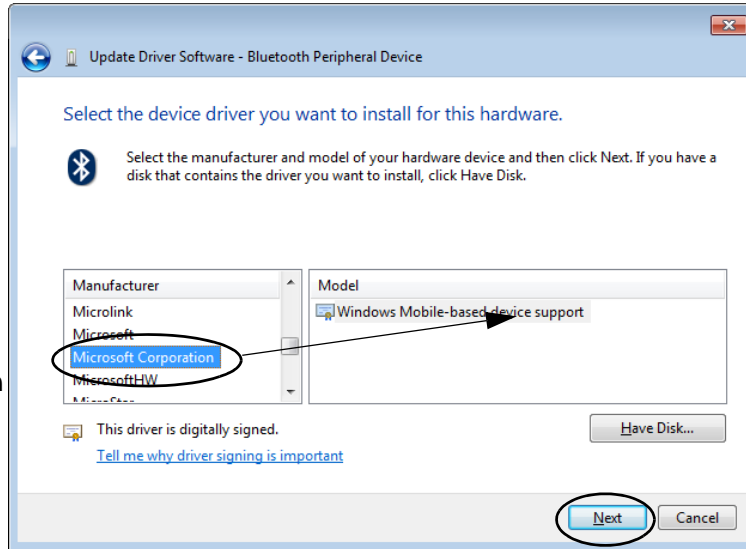 Update Driver Software - Bluetooth Peripheral Device
Select the device driver you want to install for this hardware.
Select the manufacturer and model of your hardware device and then click Next. If you have a
disk that contains the driver you want to install, click Have Disk.
Manufacturer
Model
Microlink
Windows Mobile-based device support
Microsoft
Microsoft Corporation
MicrosoftHW
MicroStar
This driver is digitally signed.
Have Disk...
Tell me why driver signing is important
Next
Cancel